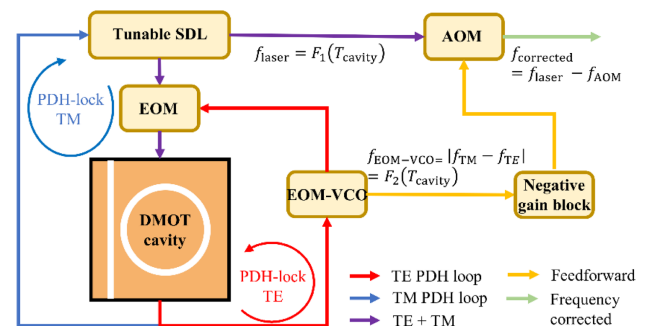 Tunable SDL
AOM
f_laser = F_1(T_cavity)
f_corrected
= f_laser − f_AOM
PDH-lock
TM
EOM
f_EOM−VCO= |f_TM − f_TE|
= F_2(T_cavity)
EOM-VCO
Negative
gain block
DMOT
cavity
PDH-lock
TE
TE PDH loop
TM PDH loop
TE + TM
Feedforward
Frequency
corrected